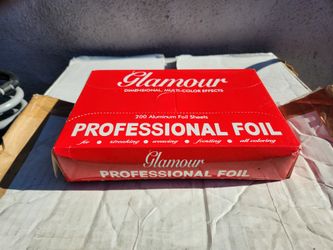 Glamour
DIMENSIONAL, MULTI-COLOR EFFECTS
200 Aluminum Foil Sheets
PROFESSIONAL FOIL
for • streaking • weaving • frosting • all coloring
Glamour
PROFESSIONAL FOIL